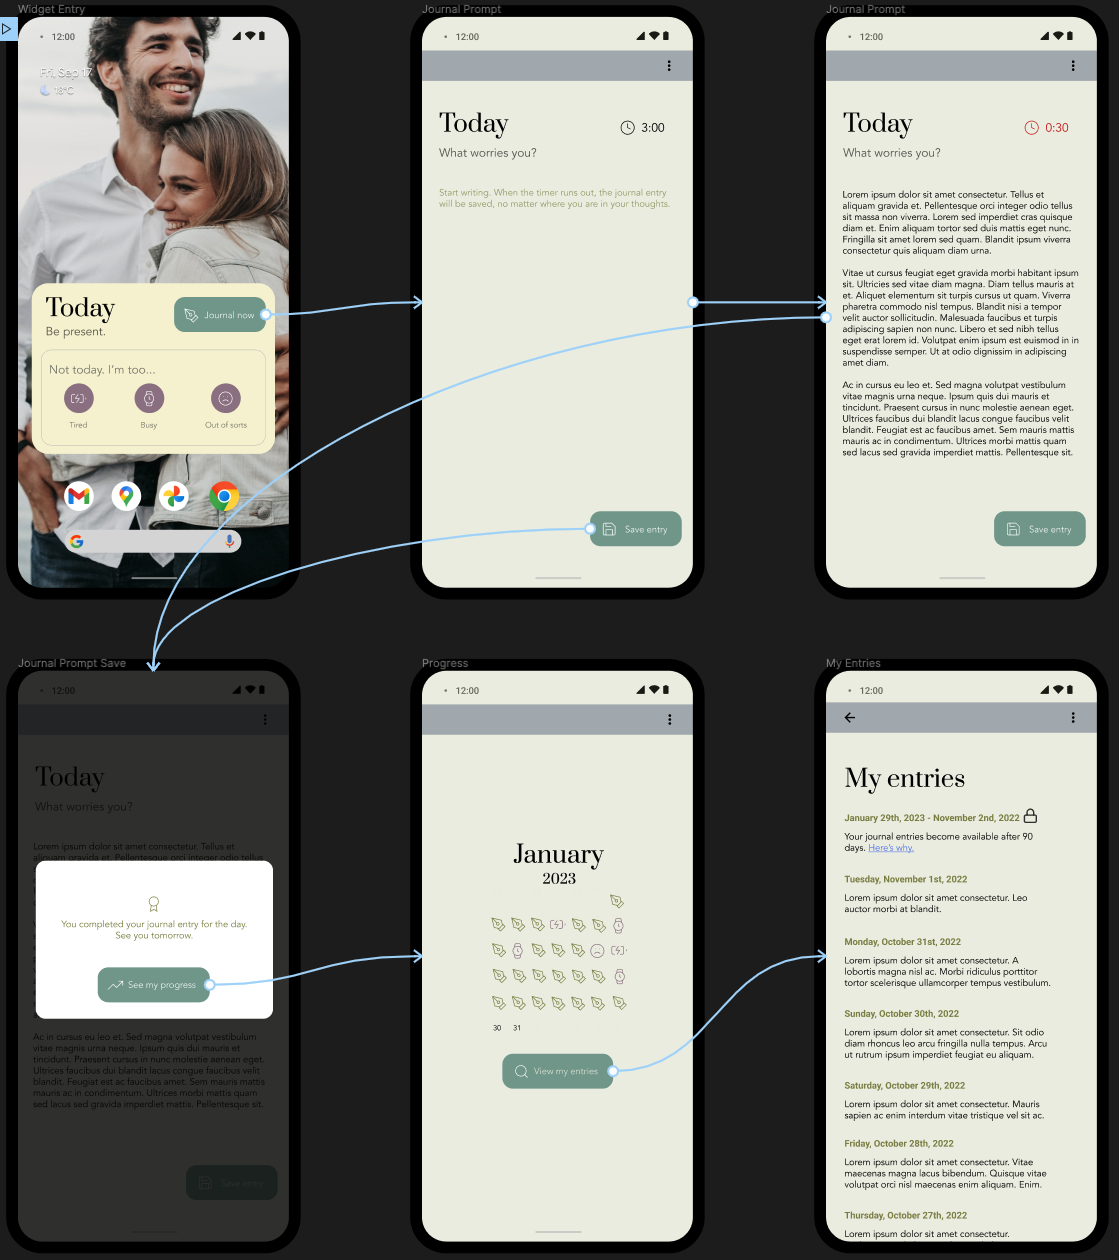 Widget Entry
12:00
Fri, Sep 17
18°C
Today
Be present.
Journal now
Not today. I'm too...
Tired
Busy
Out of sorts
Journal Prompt
12:00
Today
3:00
What worries you?
Start writing. When the timer runs out, the journal entry
will be saved, no matter where you are in your thoughts.
Save entry
Journal Prompt
12:00
Today
0:30
What worries you?
Lorem ipsum dolor sit amet consectetur. Tellus et
aliquam gravida et. Pellentesque orci integer odio tellus
sit massa non viverra. Lorem sed imperdiet cras quisque
diam et. Enim aliquam tortor sed duis mattis eget nunc.
Fringilla sit amet lorem sed quam. Blandit ipsum viverra
consectetur quis aliquam diam urna.
Vitae ut cursus feugiat eget gravida morbi habitant ipsum
sit. Ultricies sed vitae diam magna. Diam tellus mauris at
et. Aliquet elementum sit turpis cursus ut quam. Viverra
pharetra commodo nisl tempus. Blandit nisi a tempor
velit auctor sollicitudin. Malesuada faucibus et turpis
adipiscing sapien non nunc. Libero et sed nibh tellus
eget erat lorem id. Volutpat enim ipsum est euismod in in
suspendisse semper. Ut at odio dignissim in adipiscing
amet diam.
Ac in cursus eu leo et. Sed magna volutpat vestibulum
vitae magnis urna neque. Ipsum quis dui mauris et
tincidunt. Praesent cursus in nunc molestie aenean eget.
Ultrices faucibus dui blandit lacus congue faucibus velit
blandit. Feugiat est ac faucibus amet. Sem mauris mattis
mauris ac in condimentum. Ultrices morbi mattis quam
sed lacus sed gravida imperdiet mattis. Pellentesque sit.
Save entry
Journal Prompt Save
12:00
Today
What worries you?
Lorem ipsum dolor sit amet consectetur. Tellus et
aliquam gravida et. Pellentesque orci integer odio tellus
You completed your journal entry for the day.
See you tomorrow.
See my progress
Ac in cursus eu leo et. Sed magna volutpat vestibulum
vitae magnis urna neque. Ipsum quis dui mauris et
tincidunt. Praesent cursus in nunc molestie aenean eget.
Ultrices faucibus dui blandit lacus congue faucibus velit
blandit. Feugiat est ac faucibus amet. Sem mauris mattis
mauris ac in condimentum. Ultrices morbi mattis quam
sed lacus sed gravida imperdiet mattis. Pellentesque sit.
Save entry
Progress
12:00
January
2023
30 31
View my entries
My Entries
12:00
My entries
January 29th, 2023 - November 2nd, 2022
Your journal entries become available after 90
days. Here's why.
Tuesday, November 1st, 2022
Lorem ipsum dolor sit amet consectetur. Leo
auctor morbi at blandit.
Monday, October 31st, 2022
Lorem ipsum dolor sit amet consectetur. A
lobortis magna nisl ac. Morbi ridiculus porttitor
tortor scelerisque ullamcorper tempus vestibulum.
Sunday, October 30th, 2022
Lorem ipsum dolor sit amet consectetur. Sit odio
diam rhoncus leo arcu fringilla nulla tempus. Arcu
ut rutrum ipsum imperdiet feugiat eu aliquam.
Saturday, October 29th, 2022
Lorem ipsum dolor sit amet consectetur. Mauris
sapien ac enim interdum vitae tristique vel sit ac.
Friday, October 28th, 2022
Lorem ipsum dolor sit amet consectetur. Vitae
maecenas magna lacus bibendum. Quisque vitae
volutpat orci nisl maecenas enim aliquam. Enim.
Thursday, October 27th, 2022
Lorem ipsum dolor sit amet consectetur.